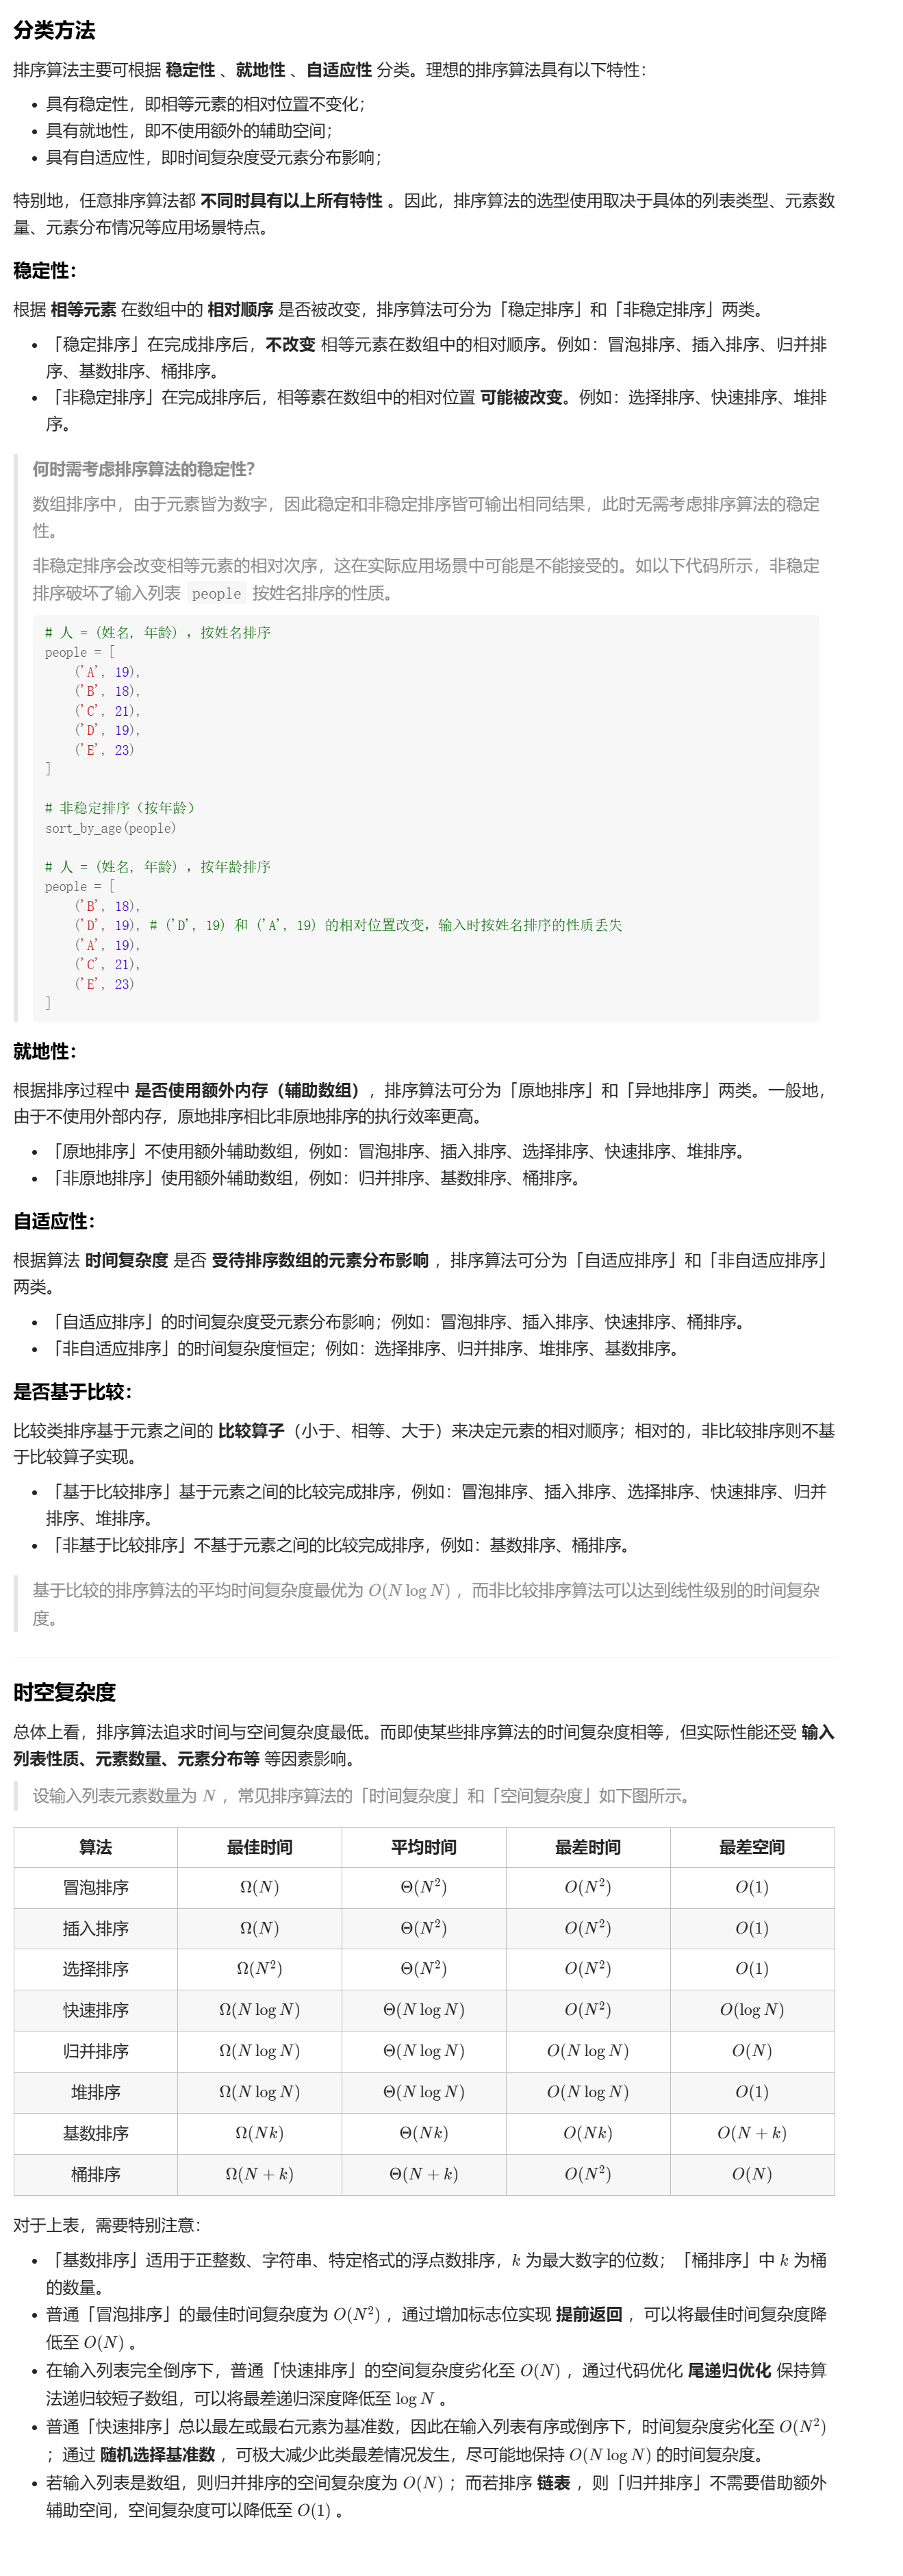 分类方法
排序算法主要可根据 稳定性 、就地性 、自适应性 分类。理想的排序算法具有以下特性：
• 具有稳定性，即相等元素的相对位置不变化；
• 具有就地性，即不使用额外的辅助空间；
• 具有自适应性，即时间复杂度受元素分布影响；
特别地，任意排序算法都 不同时具有以上所有特性 。因此，排序算法的选型使用取决于具体的列表类型、元素数
量、元素分布情况等应用场景特点。
稳定性：
根据 相等元素 在数组中的 相对顺序 是否被改变，排序算法可分为「稳定排序」和「非稳定排序」两类。
• 「稳定排序」在完成排序后，不改变 相等元素在数组中的相对顺序。例如：冒泡排序、插入排序、归并排
序、基数排序、桶排序。
• 「非稳定排序」在完成排序后，相等素在数组中的相对位置 可能被改变。例如：选择排序、快速排序、堆排
序。
何时需考虑排序算法的稳定性？
数组排序中，由于元素皆为数字，因此稳定和非稳定排序皆可输出相同结果，此时无需考虑排序算法的稳定
性。
非稳定排序会改变相等元素的相对次序，这在实际应用场景中可能是不能接受的。如以下代码所示，非稳定
排序破坏了输入列表 people 按姓名排序的性质。
# 人 = (姓名, 年龄) ，按姓名排序
people = [
('A', 19),
('B', 18),
('C', 21),
('D', 19),
('E', 23)
]
# 非稳定排序（按年龄）
sort_by_age(people)
# 人 = (姓名, 年龄) ，按年龄排序
people = [
('B', 18),
('D', 19), # ('D', 19) 和 ('A', 19) 的相对位置改变，输入时按姓名排序的性质丢失
('A', 19),
('C', 21),
('E', 23)
]
就地性：
根据排序过程中 是否使用额外内存（辅助数组）， 排序算法可分为「原地排序」和「异地排序」两类。一般地，
由于不使用外部内存，原地排序相比非原地排序的执行效率更高。
• 「原地排序」不使用额外辅助数组，例如：冒泡排序、插入排序、选择排序、快速排序、堆排序。
• 「非原地排序」使用额外辅助数组，例如：归并排序、基数排序、桶排序。
自适应性：
根据算法 时间复杂度 是否 受待排序数组的元素分布影响 ，排序算法可分为「自适应排序」和「非自适应排序」
两类。
• 「自适应排序」的时间复杂度受元素分布影响；例如：冒泡排序、插入排序、快速排序、桶排序。
• 「非自适应排序」的时间复杂度恒定；例如：选择排序、归并排序、堆排序、基数排序。
是否基于比较：
比较类排序基于元素之间的 比较算子（小于、相等、大于）来决定元素的相对顺序；相对的，非比较排序则不基
于比较算子实现。
• 「基于比较排序」基于元素之间的比较完成排序，例如：冒泡排序、插入排序、选择排序、快速排序、归并
排序、堆排序。
• 「非基于比较排序」不基于元素之间的比较完成排序，例如：基数排序、桶排序。
基于比较的排序算法的平均时间复杂度最优为 O(N log N) ，而非比较排序算法可以达到线性级别的时间复杂
度。
时空复杂度
总体上看，排序算法追求时间与空间复杂度最低。而即使某些排序算法的时间复杂度相等，但实际性能还受 输入
列表性质、元素数量、元素分布等 等因素影响。
设输入列表元素数量为 N ，常见排序算法的「时间复杂度」和「空间复杂度」如下图所示。
算法 最佳时间 平均时间 最差时间 最差空间
冒泡排序 Ω(N) Θ(N²) O(N²) O(1)
插入排序 Ω(N) Θ(N²) O(N²) O(1)
选择排序 Ω(N²) Θ(N²) O(N²) O(1)
快速排序 Ω(N log N) Θ(N log N) O(N²) O(log N)
归并排序 Ω(N log N) Θ(N log N) O(N log N) O(N)
堆排序 Ω(N log N) Θ(N log N) O(N log N) O(1)
基数排序 Ω(Nk) Θ(Nk) O(Nk) O(N + k)
桶排序 Ω(N + k) Θ(N + k) O(N²) O(N)
对于上表，需要特别注意：
• 「基数排序」适用于正整数、字符串、特定格式的浮点数排序，k 为最大数字的位数；「桶排序」中 k 为桶
的数量。
• 普通「冒泡排序」的最佳时间复杂度为 O(N²) ，通过增加标志位实现 提前返回 ，可以将最佳时间复杂度降
低至 O(N) 。
• 在输入列表完全倒序下，普通「快速排序」的空间复杂度劣化至 O(N) ，通过代码优化 尾递归优化 保持算
法递归较短子数组，可以将最差递归深度降低至 log N 。
• 普通「快速排序」总以最左或最右元素为基准数，因此在输入列表有序或倒序下，时间复杂度劣化至 O(N²)
；通过 随机选择基准数 ，可极大减少此类最差情况发生，尽可能地保持 O(N log N) 的时间复杂度。
• 若输入列表是数组，则归并排序的空间复杂度为 O(N) ；而若排序 链表 ，则「归并排序」不需要借助额外
辅助空间，空间复杂度可以降低至 O(1) 。